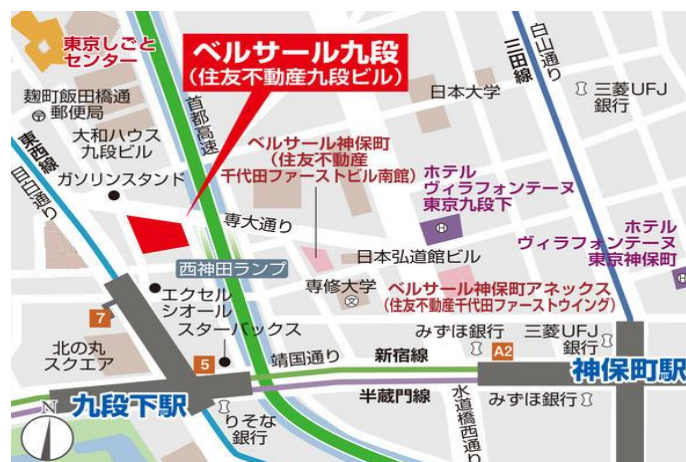 東京しごと
センター
ベルサール九段
(住友不動産九段ビル)
白山通り
三田線
首都高速
日本大学
三菱UFJ
銀行
麹町飯田橋通
郵便局
東西線
目白通り
大和ハウス
九段ビル
ガソリンスタンド
ベルサール神保町
(住友不動産
千代田ファーストビル南館)
ホテル
ヴィラフォンテーヌ
東京九段下
H
専大通り
ホテル
ヴィラフォンテーヌ
東京神保町
H
日本弘道館ビル
西神田ランプ
専修大学
文
ベルサール神保町アネックス
(住友不動産千代田ファーストウイング)
エクセル
シオール
スターバックス
7
北の丸
スクエア
5
靖国通り
新宿線
みずほ銀行
A2
三菱UFJ
銀行
神保町駅
九段下駅
半蔵門線
水道橋西通り
みずほ銀行
りそな
銀行
N